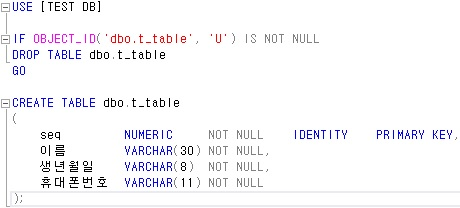 USE [TEST DB]
IF OBJECT_ID('dbo.t_table', 'U') IS NOT NULL
DROP TABLE dbo.t_table
GO
CREATE TABLE dbo.t_table
(
seq NUMERIC NOT NULL IDENTITY PRIMARY KEY,
이름 VARCHAR(30) NOT NULL,
생년월일 VARCHAR(8) NOT NULL,
휴대폰번호 VARCHAR(11) NOT NULL
);